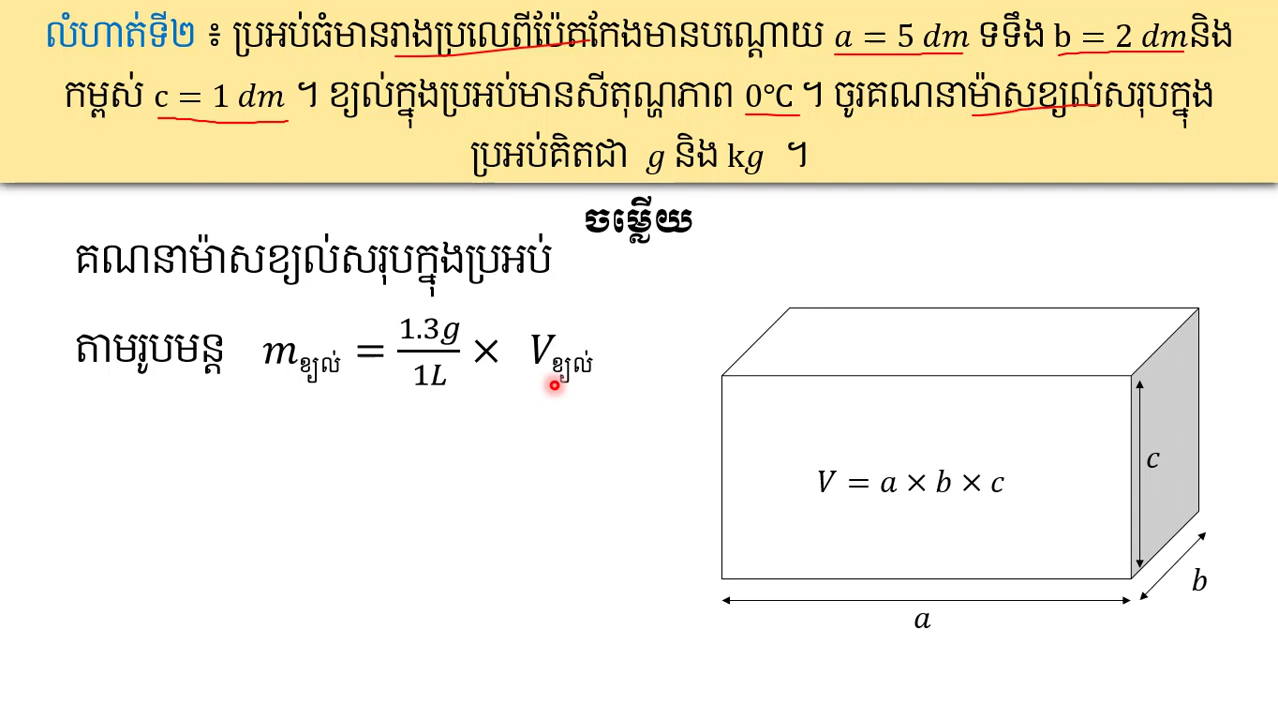 លំហាត់ទី២ ៖ ប្រអប់ធំមានរាងប្រលេពីប៉ែតកែងមានបណ្តោយ a = 5 dm ទទឹង b = 2 dm និង
កម្ពស់ c = 1 dm ។ ខ្យល់ក្នុងប្រអប់មានសីតុណ្ហភាព 0°C ។ ចូរគណនាម៉ាសខ្យល់សរុបក្នុង
ប្រអប់គិតជា g និង kg ។
ចម្លើយ
គណនាម៉ាសខ្យល់សរុបក្នុងប្រអប់
តាមរូបមន្ត m_ខ្យល់ = 1.3g/1L × V_ខ្យល់
V = a × b × c
c
b
a